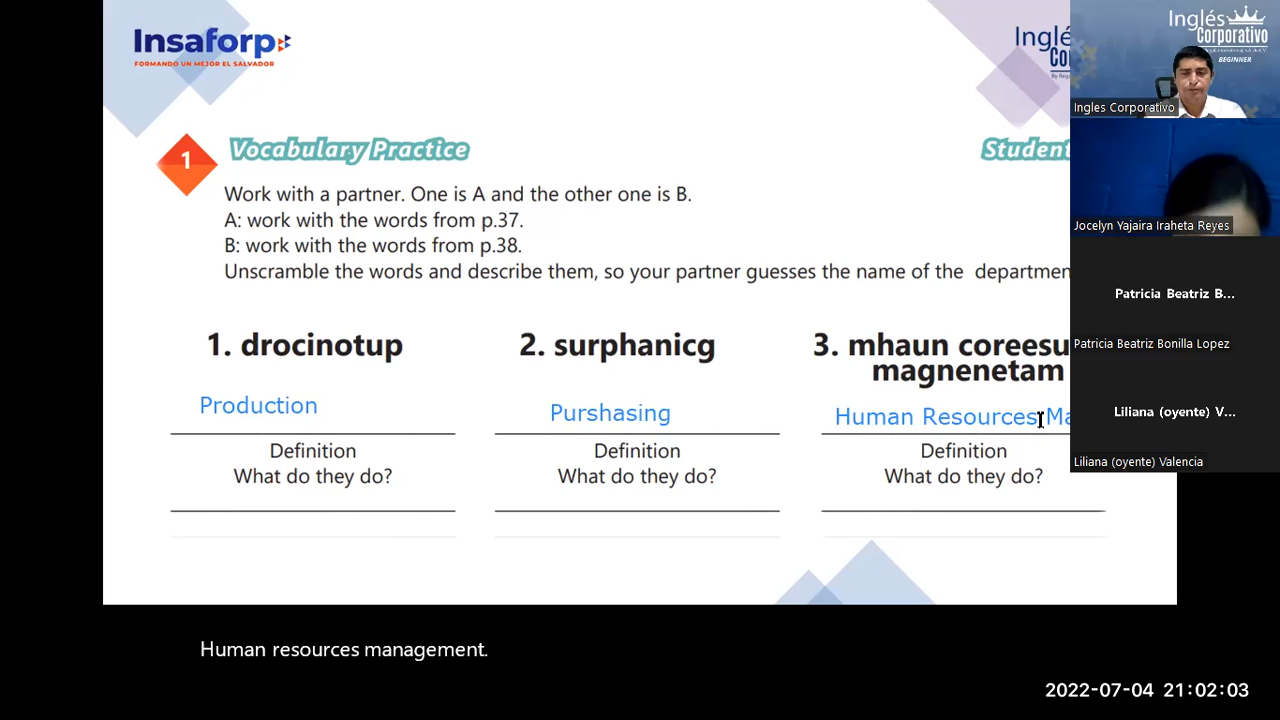 Insaforp
FORMANDO UN MEJOR EL SALVADOR
Inglés
Corporativo
BEGINNER
Ingles Corporativo
1
Vocabulary Practice
Student
Work with a partner. One is A and the other one is B.
A: work with the words from p.37.
B: work with the words from p.38.
Unscramble the words and describe them, so your partner guesses the name of the departmen
Jocelyn Yajaira Iraheta Reyes
Patricia Beatriz B...
Patricia Beatriz Bonilla Lopez
Liliana (oyente) V...
Liliana (oyente) Valencia
1. drocinotup
Production
Definition
What do they do?
2. surphanicg
Purshasing
Definition
What do they do?
3. mhaun coreesu
magnenetam
Human Resources Ma
Definition
What do they do?
Human resources management.
2022-07-04 21:02:03